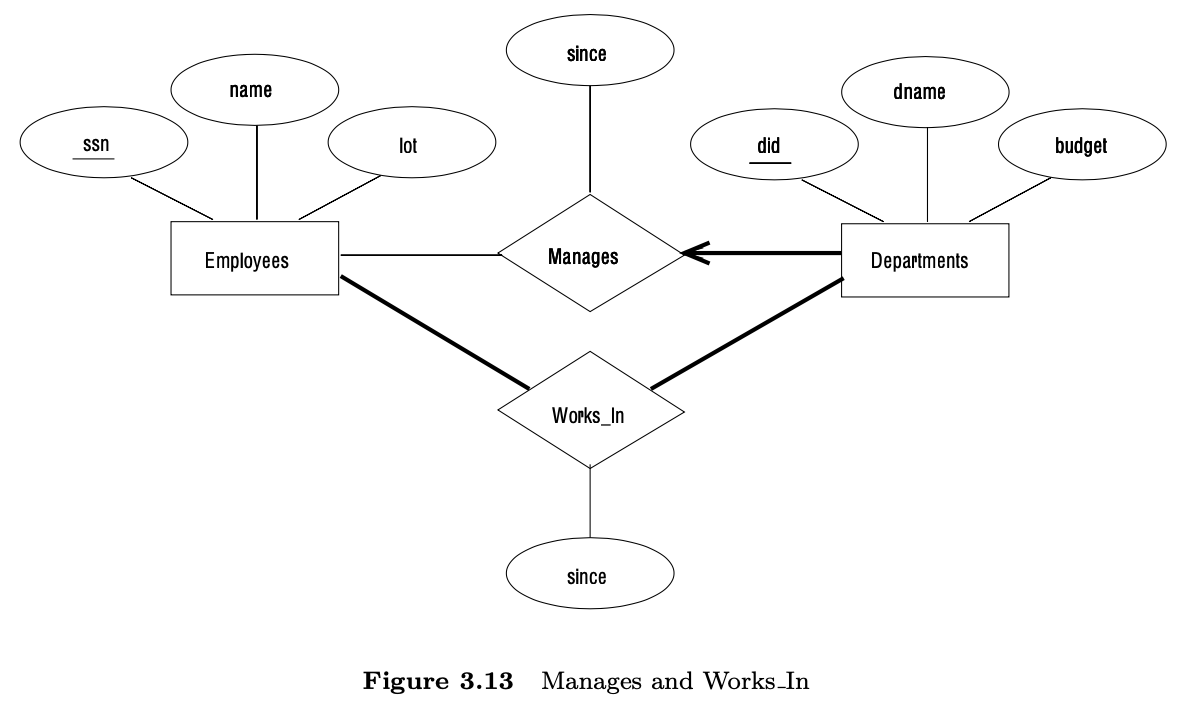 since
name
dname
ssn
lot
did
budget
Employees
Manages
Departments
Works_In
since
Figure 3.13 Manages and Works_In